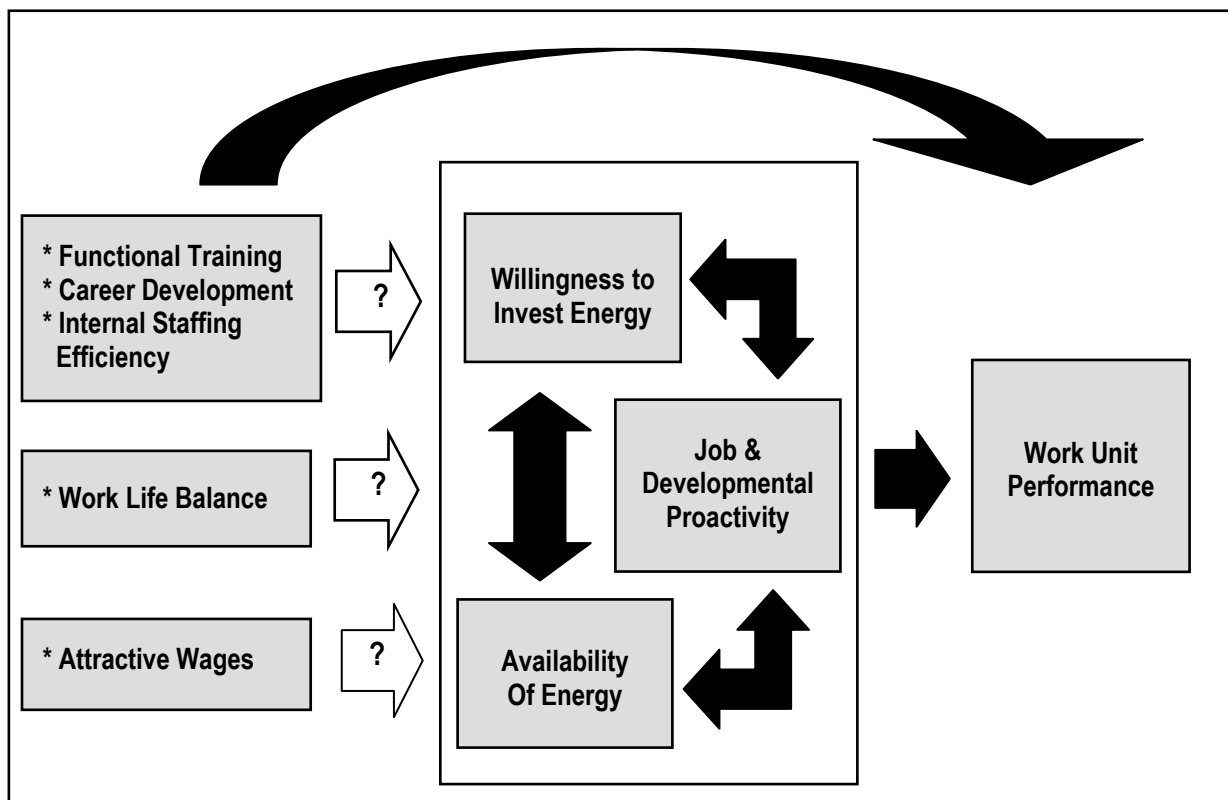 * Functional Training
* Career Development
* Internal Staffing
Efficiency
?
Willingness to
Invest Energy
* Work Life Balance
?
Job &
Developmental
Proactivity
Work Unit
Performance
* Attractive Wages
?
Availability
Of Energy